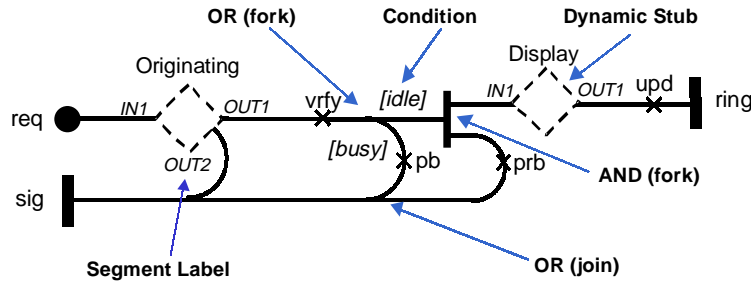 OR (fork)
Condition
Dynamic Stub
Originating
Display
IN1
OUT1
vrfy
[idle]
IN1
OUT1
upd
ring
req
OUT2
[busy]
pb
prb
AND (fork)
sig
Segment Label
OR (join)